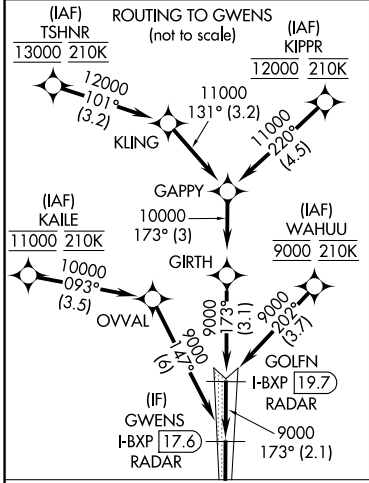 ROUTING TO GWENS
(not to scale)
(IAF)
TSHNR
13000 210K
(IAF)
KIPPR
12000 210K
12000
101°
(3.2)
KLING
11000
131° (3.2)
11000
220°
(4.5)
GAPPY
(IAF)
KAILE
11000 210K
10000
173° (3)
(IAF)
WAHUU
9000 210K
GIRTH
10000
093°
(3.5)
OVVAL
9000
147°
(6)
9000
173°
(3.1)
9000
202°
(3.7)
GOLFN
I-BXP 19.7
RADAR
(IF)
GWENS
I-BXP 17.6
RADAR
9000
173° (2.1)